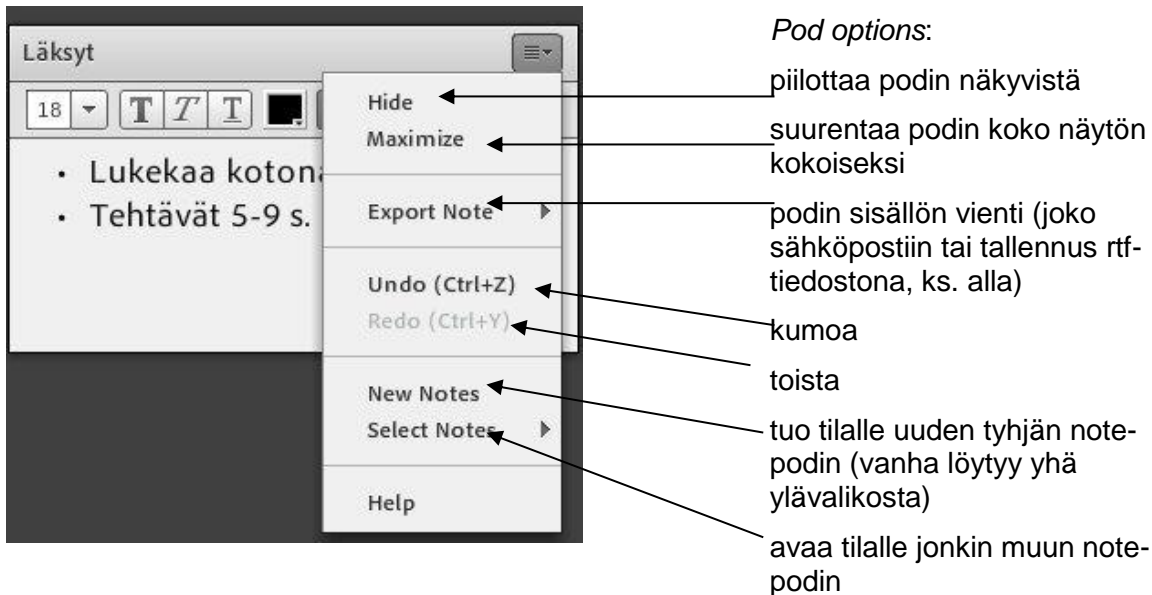 Läksyt
18
T T T
Lukekaa kotona
Tehtävät 5-9 s.
Hide
Maximize
Export Note
Undo (Ctrl+Z)
Redo (Ctrl+Y)
New Notes
Select Notes
Help
Pod options:
piilottaa podin näkyvistä
suurentaa podin koko näytön
kokoiseksi
podin sisällön vienti (joko
sähköpostiin tai tallennus rtf-
tiedostona, ks. alla)
kumoa
toista
tuo tilalle uuden tyhjän note-
podin (vanha löytyy yhä
ylävalikosta)
avaa tilalle jonkin muun note-
podin